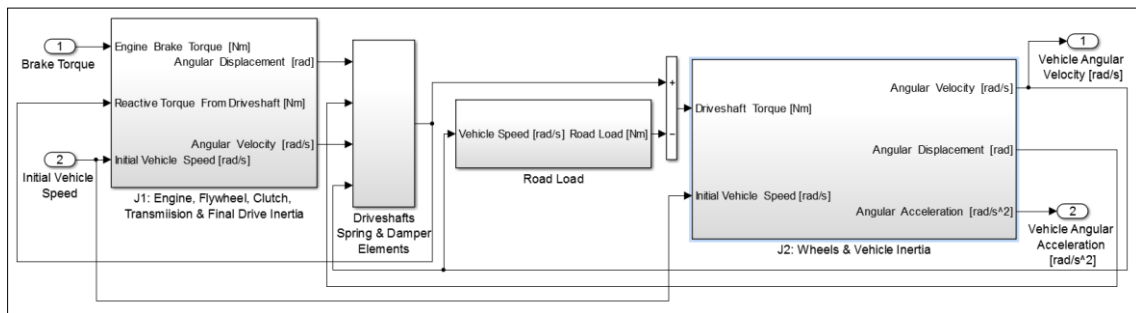 1
Brake Torque
2
Initial Vehicle
Speed
Engine Brake Torque [Nm]
Angular Displacement [rad]
Reactive Torque From Driveshaft [Nm]
Angular Velocity [rad/s]
Initial Vehicle Speed [rad/s]
J1: Engine, Flywheel, Clutch,
Transmiision & Final Drive Inertia
Driveshafts
Spring & Damper
Elements
Vehicle Speed [rad/s] Road Load [Nm]
Road Load
+
−
Driveshaft Torque [Nm]
Initial Vehicle Speed [rad/s]
Angular Velocity [rad/s]
Angular Displacement [rad]
Angular Acceleration [rad/s^2]
J2: Wheels & Vehicle Inertia
1
Vehicle Angular
Velocity [rad/s]
2
Vehicle Angular
Acceleration
[rad/s^2]